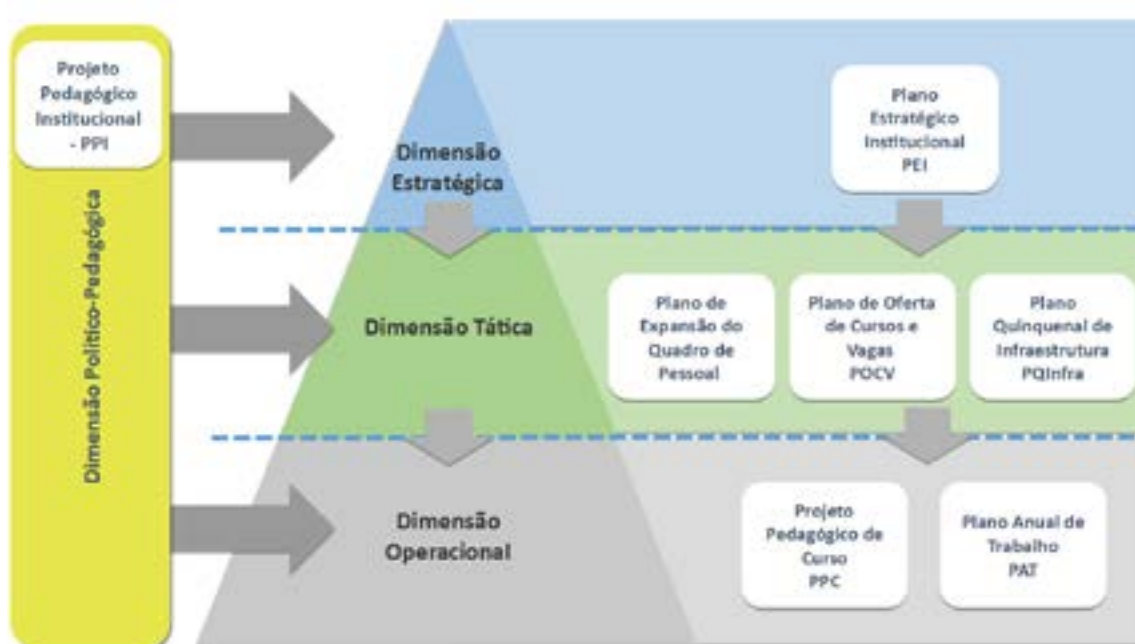 Projeto
Pedagógico
Institucional
- PPI
Dimensão Político-Pedagógica
Dimensão
Estratégica
Plano
Estratégico
Institucional
PEI
Dimensão Tática
Plano de
Expansão do
Quadro de
Pessoal
Plano de Oferta
de Cursos e
Vagas
POCV
Plano
Quinquenal de
Infraestrutura
PQInfra
Dimensão
Operacional
Projeto
Pedagógico de
Curso
PPC
Plano Anual de
Trabalho
PAT